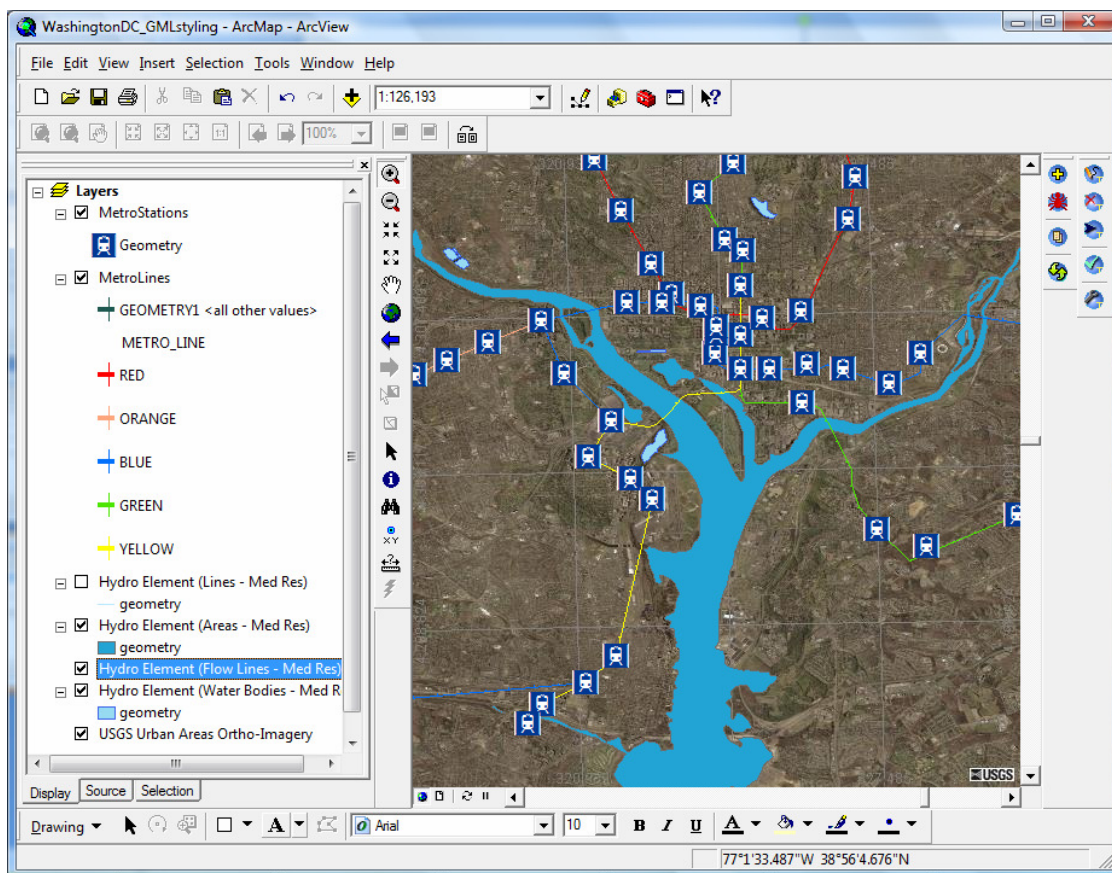 WashingtonDC_GMLstyling - ArcMap - ArcView
File Edit View Insert Selection Tools Window Help
1:126,193
1:1
100%
Layers
MetroStations
Geometry
MetroLines
GEOMETRY1 <all other values>
METRO_LINE
RED
ORANGE
BLUE
GREEN
YELLOW
Hydro Element (Lines - Med Res)
geometry
Hydro Element (Areas - Med Res)
geometry
Hydro Element (Flow Lines - Med Res)
Hydro Element (Water Bodies - Med R
geometry
USGS Urban Areas Ortho-Imagery
Display Source Selection
XY
USGS
Drawing A Arial 10 B I U A
77°1'33.487"W 38°56'4.676"N